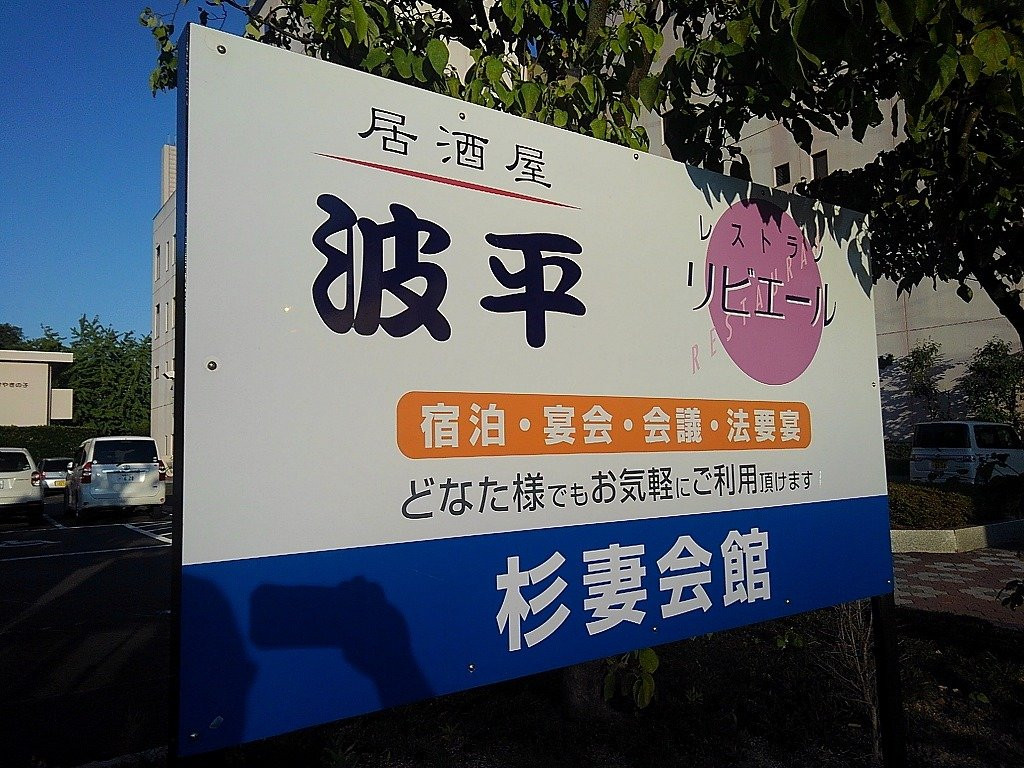 居酒屋
波平
レストラン
リビエール
RESTAURAN
宿泊・宴会・会議・法要宴
どなた様でもお気軽にご利用頂けます
杉妻会館